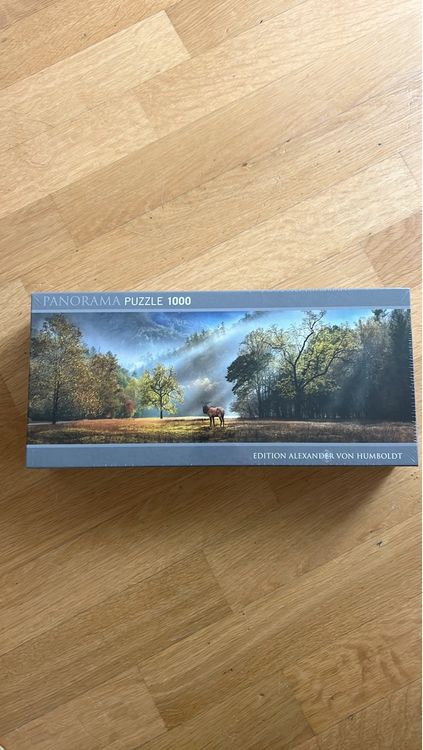 PANORAMA PUZZLE 1000
EDITION ALEXANDER VON HUMBOLDT